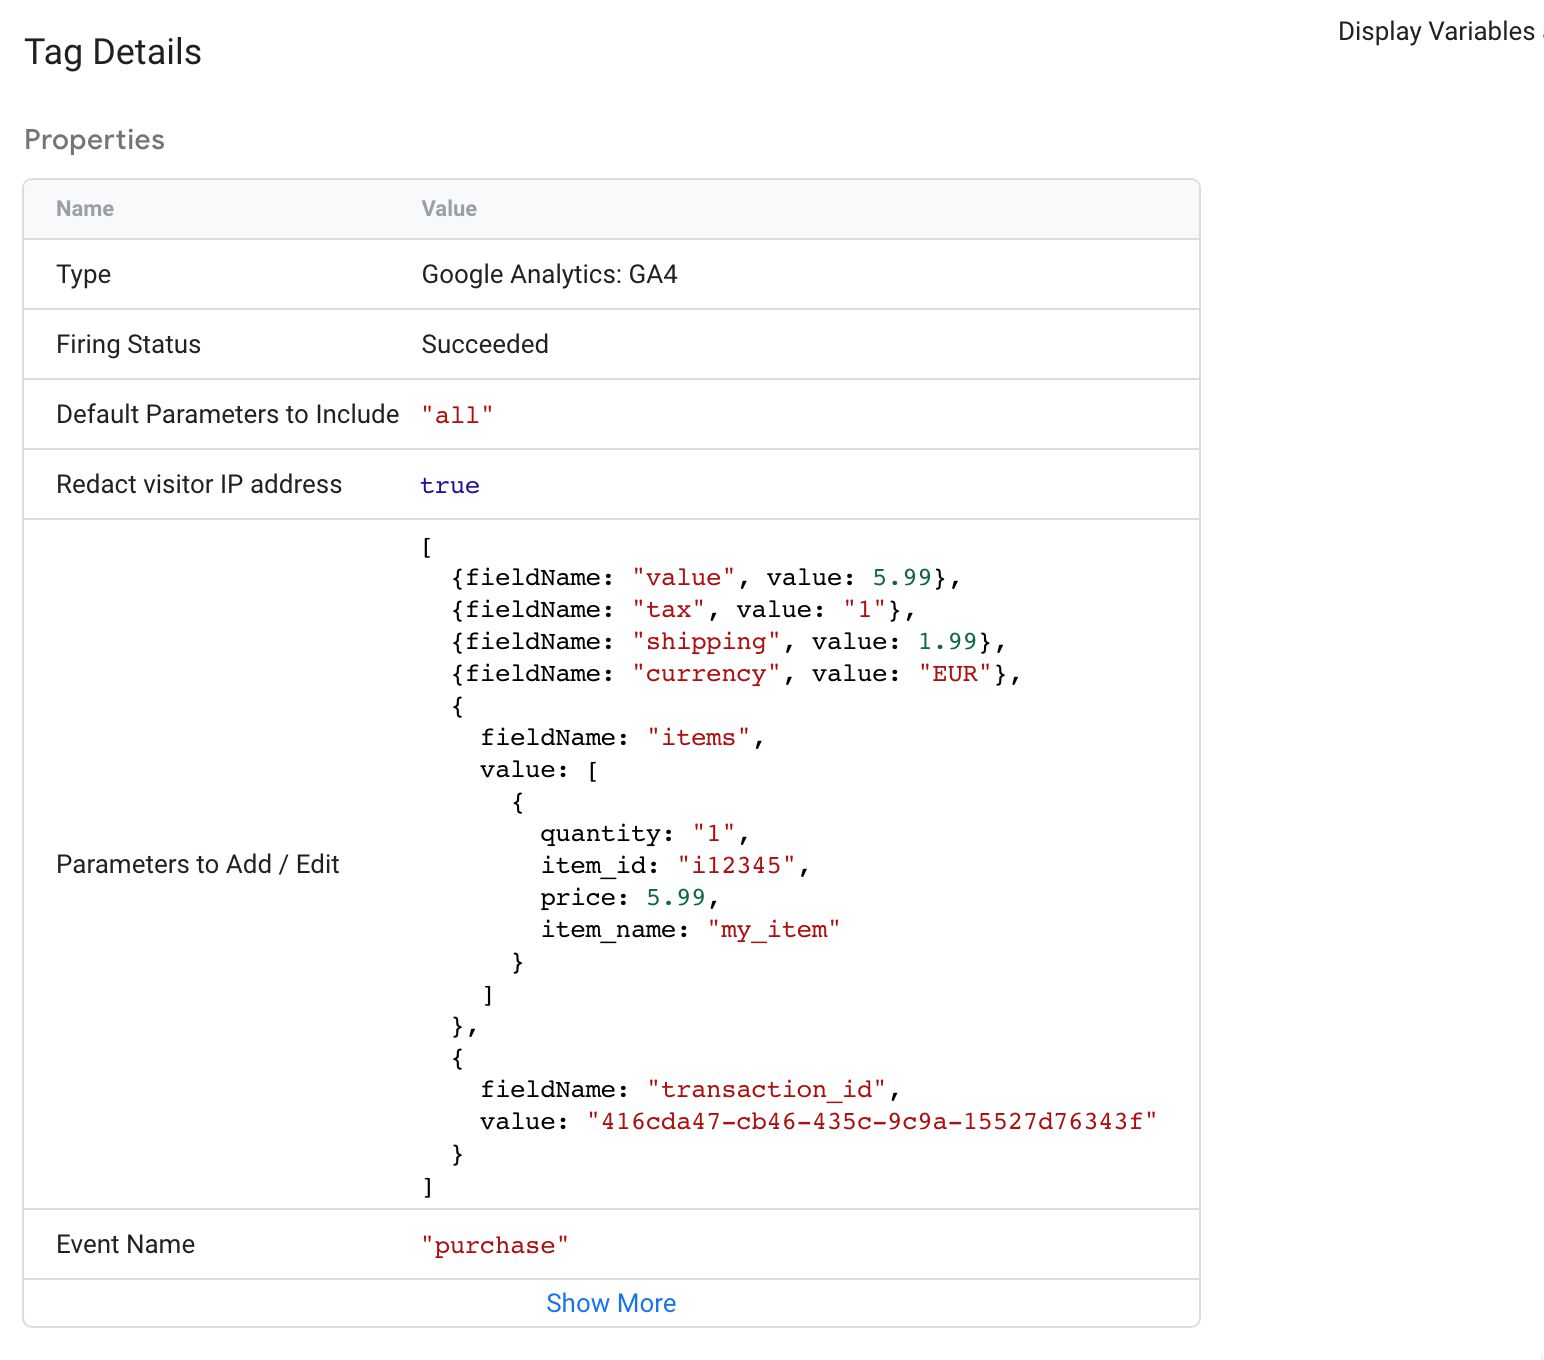 Display Variables
Tag Details
Properties
Name Value
Type Google Analytics: GA4
Firing Status Succeeded
Default Parameters to Include "all"
Redact visitor IP address true
Parameters to Add / Edit
[
{fieldName: "value", value: 5.99},
{fieldName: "tax", value: "1"},
{fieldName: "shipping", value: 1.99},
{fieldName: "currency", value: "EUR"},
{
fieldName: "items",
value: [
{
quantity: "1",
item_id: "i12345",
price: 5.99,
item_name: "my_item"
}
]
},
{
fieldName: "transaction_id",
value: "416cda47-cb46-435c-9c9a-15527d76343f"
}
]
Event Name "purchase"
Show More